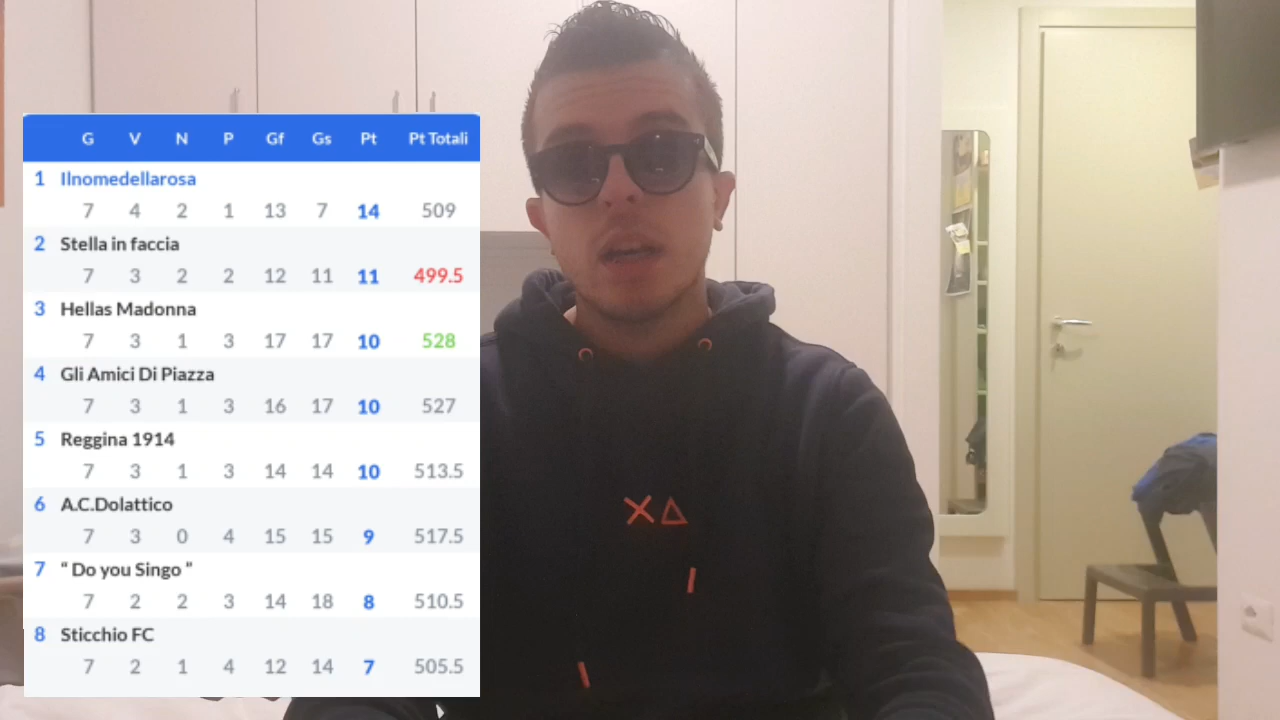 G V N P Gf Gs Pt Pt Totali
1 Ilnomedellarosa
7 4 2 1 13 7 14 509
2 Stella in faccia
7 3 2 2 12 11 11 499.5
3 Hellas Madonna
7 3 1 3 17 17 10 528
4 Gli Amici Di Piazza
7 3 1 3 16 17 10 527
5 Reggina 1914
7 3 1 3 14 14 10 513.5
6 A.C.Dolattico
7 3 0 4 15 15 9 517.5
7 “ Do you Singo ”
7 2 2 3 14 18 8 510.5
8 Sticchio FC
7 2 1 4 12 14 7 505.5